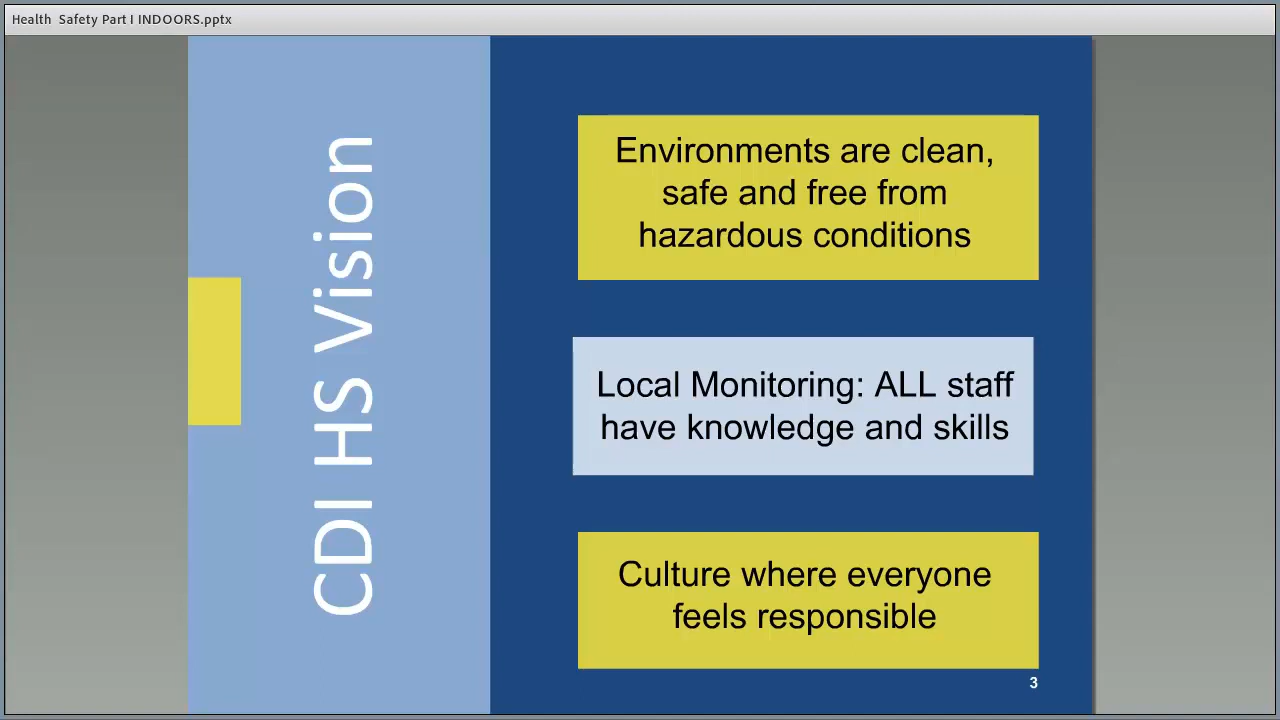 Health  Safety Part I INDOORS.pptx
CDI HS Vision
Environments are clean,
safe and free from
hazardous conditions
Local Monitoring: ALL staff
have knowledge and skills
Culture where everyone
feels responsible
3